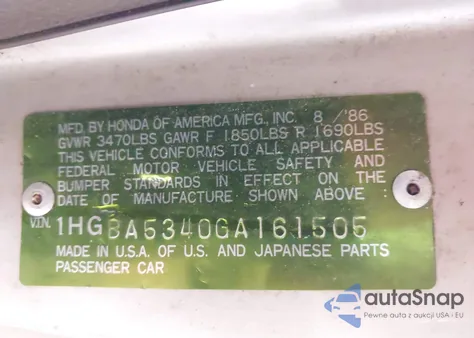 MFD. BY HONDA OF AMERICA MFG., INC. 8 / '86
GVWR 3470LBS GAWR F 1850LBS R 1690LBS
THIS VEHICLE CONFORMS TO ALL APPLICABLE
FEDERAL MOTOR VEHICLE SAFETY AND
BUMPER STANDARDS IN EFFECT ON THE
DATE OF MANUFACTURE SHOWN ABOVE
V.I.N. 1HGBA5340GA161505
MADE IN U.S.A. OF U.S. AND JAPANESE PARTS
PASSENGER CAR
autoSnap
Pewne auta z aukcji USA - EU